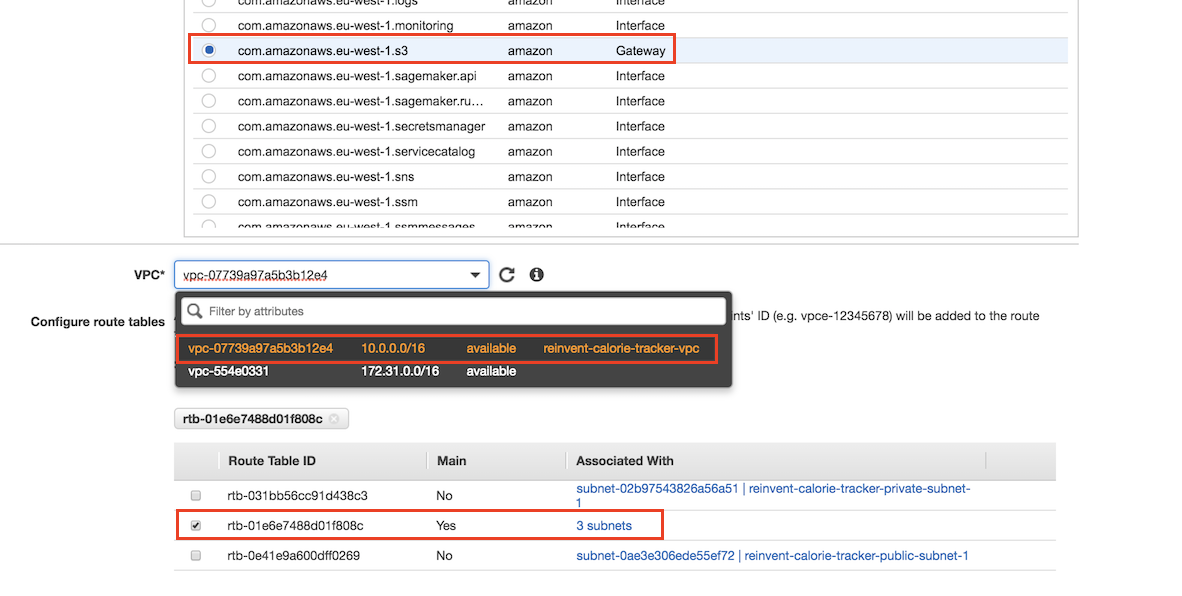 com.amazonaws.eu-west-1.logs amazon Interface
com.amazonaws.eu-west-1.monitoring amazon Interface
com.amazonaws.eu-west-1.s3 amazon Gateway
com.amazonaws.eu-west-1.sagemaker.api amazon Interface
com.amazonaws.eu-west-1.sagemaker.ru… amazon Interface
com.amazonaws.eu-west-1.secretsmanager amazon Interface
com.amazonaws.eu-west-1.servicecatalog amazon Interface
com.amazonaws.eu-west-1.sns amazon Interface
com.amazonaws.eu-west-1.ssm amazon Interface
com.amazonaws.eu-west-1.ssmmessages amazon Interface
VPC* vpc-07739a97a5b3b12e4
Filter by attributes
Configure route tables nts' ID (e.g. vpce-12345678) will be added to the route
vpc-07739a97a5b3b12e4 10.0.0.0/16 available reinvent-calorie-tracker-vpc
vpc-554e0331 172.31.0.0/16 available
rtb-01e6e7488d01f808c
Route Table ID Main Associated With
rtb-031bb56cc91d438c3 No subnet-02b97543826a56a51 | reinvent-calorie-tracker-private-subnet-
1
rtb-01e6e7488d01f808c Yes 3 subnets
rtb-0e41e9a600dff0269 No subnet-0ae3e306ede55ef72 | reinvent-calorie-tracker-public-subnet-1